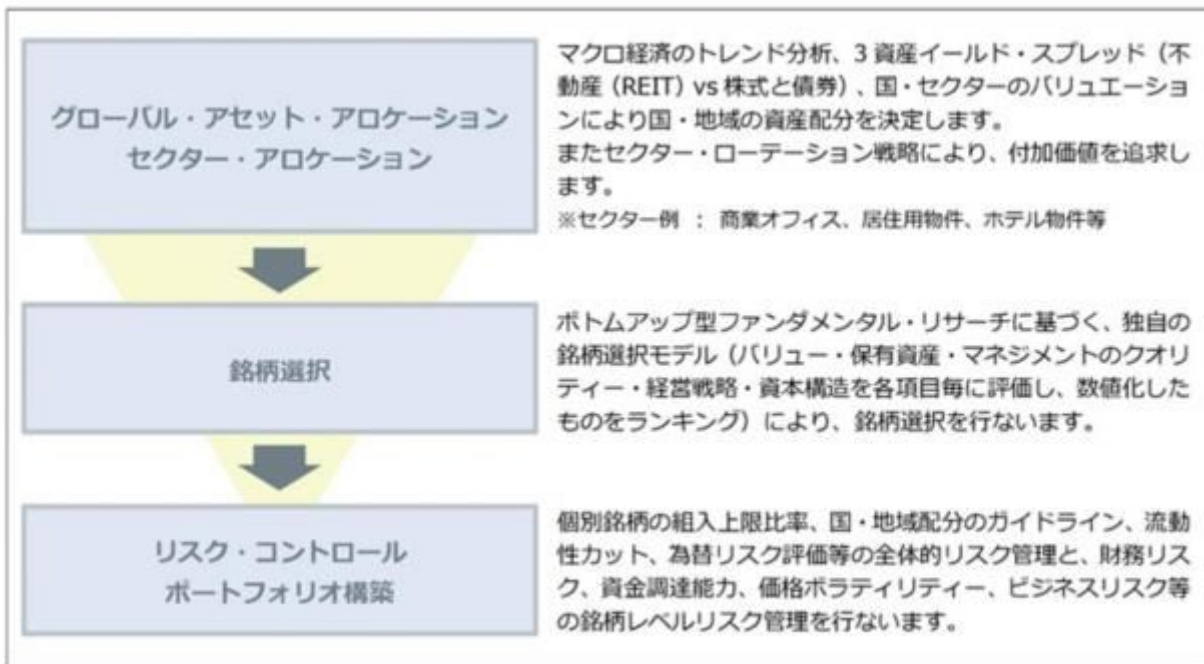 グローバル・アセット・アロケーション
セクター・アロケーション
マクロ経済のトレンド分析、3 資産イールド・スプレッド（不
動産（REIT）vs 株式と債券）、国・セクターのバリュエーショ
ンにより国・地域の資産配分を決定します。
またセクター・ローテーション戦略により、付加価値を追求し
ます。
※セクター例 ： 商業オフィス、居住用物件、ホテル物件等
銘柄選択
ボトムアップ型ファンダメンタル・リサーチに基づく、独自の
銘柄選択モデル（バリュー・保有資産・マネジメントのクオリ
ティー・経営戦略・資本構造を各項目毎に評価し、数値化した
ものをランキング）により、銘柄選択を行ないます。
リスク・コントロール
ポートフォリオ構築
個別銘柄の組入上限比率、国・地域配分のガイドライン、流動
性カット、為替リスク評価等の全体的リスク管理と、財務リス
ク、資金調達能力、価格ボラティリティー、ビジネスリスク等
の銘柄レベルリスク管理を行ないます。